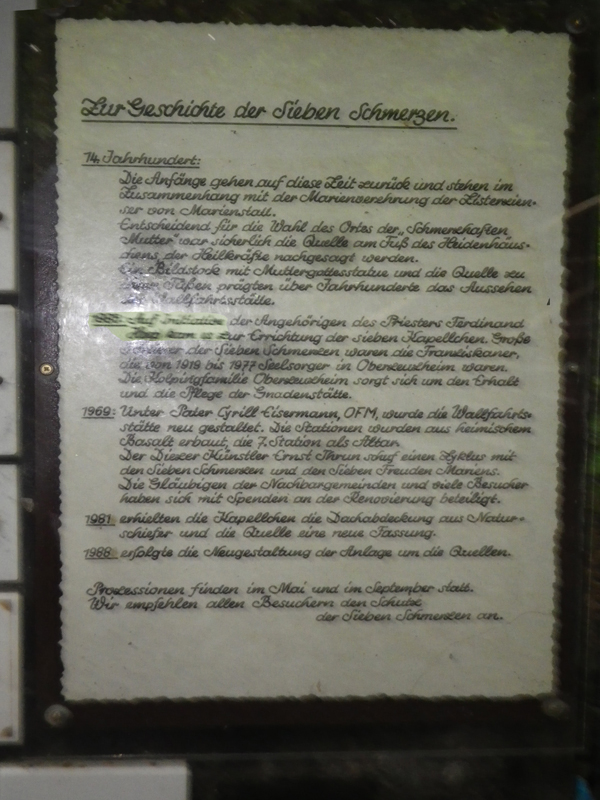 Zur Geschichte der Sieben Schmerzen.
14. Jahrhundert:
Die Anfänge gehen auf diese Zeit zurück und stehen im
Zusammenhang mit der Marienverehrung der Zisterzien-
ser von Marienstatt.
Entscheidend für die Wahl des Ortes der „Schmerzhaften
Mutter" war sicherlich die Quelle am Fuß des Heidenhäus-
chens, der Heilkräfte nachgesagt werden.
Ein Bildstock mit Muttergottesstatue und die Quelle zu
ihren Füßen prägten über Jahrhunderte das Aussehen
der Wallfahrtsstätte.
Auf Initiative der Angehörigen des Priesters Ferdinand
kam es zur Errichtung der sieben Kapellchen. Große
der Sieben Schmerzen waren die Franziskaner,
die von 1919 bis 1977 Seelsorger in Oberzeuzheim waren.
Die Kolpingfamilie Oberzeuzheim sorgt sich um den Erhalt
und die Pflege der Gnadenstätte.
1969: Unter Pater Cyrill Eisermann, OFM, wurde die Wallfahrts-
stätte neu gestaltet. Die Stationen wurden aus heimischem
Basalt erbaut, die 7. Station als Altar.
Der Diezer Künstler Ernst Thrun schuf einen Zyklus mit
den Sieben Schmerzen und den Sieben Freuden Mariens.
Die Gläubigen der Nachbargemeinden und viele Besucher
haben sich mit Spenden an der Renovierung beteiligt.
1981 erhielten die Kapellchen die Dachabdeckung aus Natur-
schiefer und die Quelle eine neue Fassung.
1988 erfolgte die Neugestaltung der Anlage um die Quellen.
Prozessionen finden im Mai und im September statt.
Wir empfehlen allen Besuchern den Schutz
der Sieben Schmerzen an.